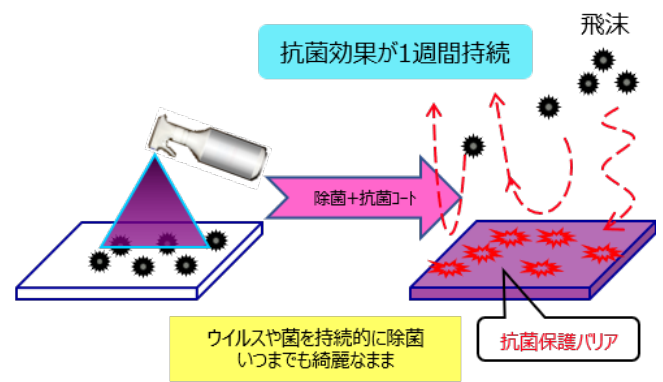 飛沫
抗菌効果が1週間持続
除菌+抗菌ｺｰﾄ
抗菌保護バリア
ウイルスや菌を持続的に除菌
いつまでも綺麗なまま